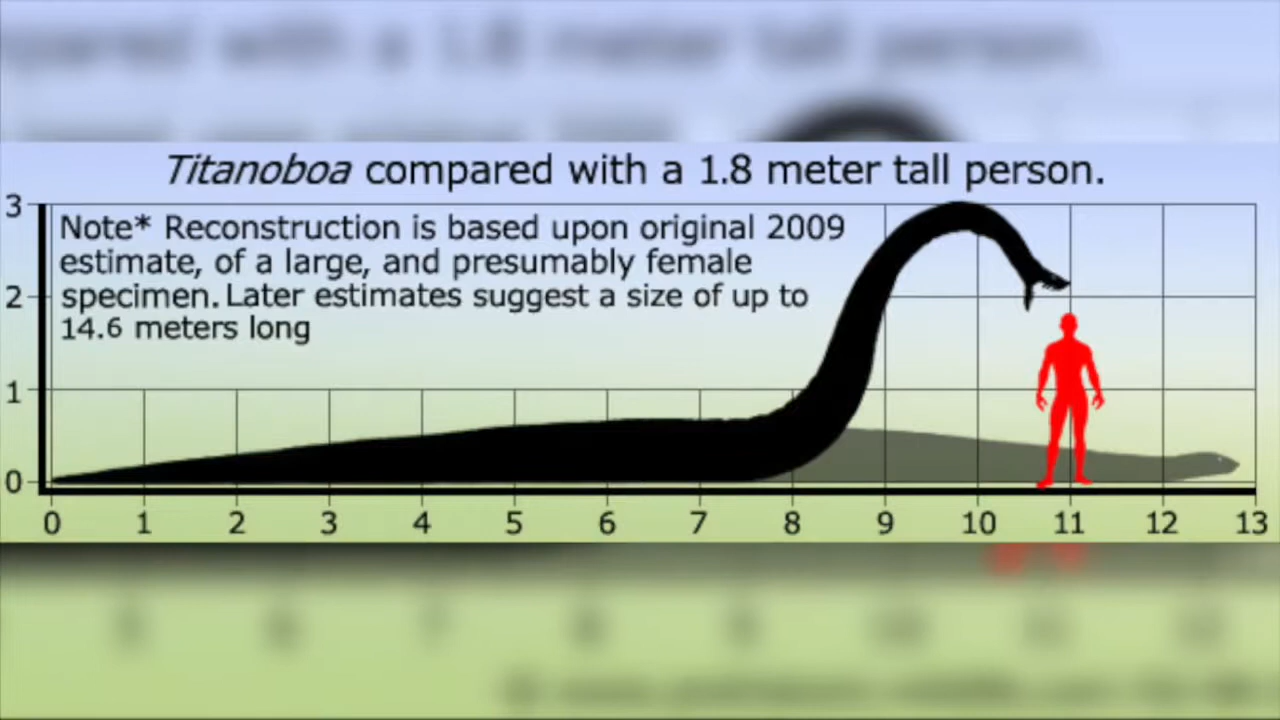 Titanoboa compared with a 1.8 meter tall person.
3
Note* Reconstruction is based upon original 2009
estimate, of a large, and presumably female
specimen. Later estimates suggest a size of up to
14.6 meters long
2
1
0
0 1 2 3 4 5 6 7 8 9 10 11 12 13